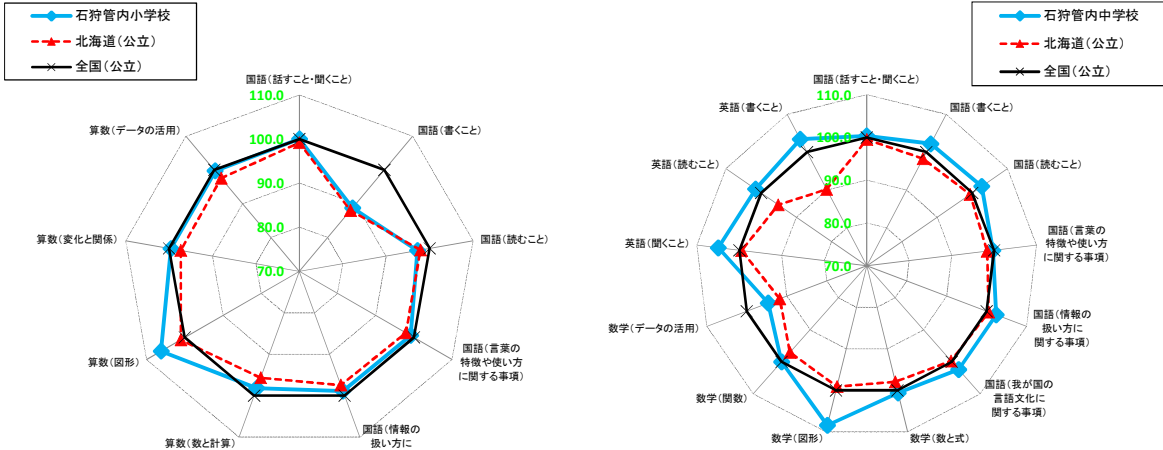 石狩管内小学校
北海道(公立)
全国(公立)
国語(話すこと・聞くこと)
110.0
100.0
90.0
80.0
70.0
国語(書くこと)
国語(読むこと)
国語(言葉の
特徴や使い方
に関する事項)
国語(情報の
扱い方に
算数(数と計算)
算数(図形)
算数(変化と関係)
算数(データの活用)
石狩管内中学校
北海道(公立)
全国(公立)
国語(話すこと・聞くこと)
110.0
100.0
90.0
80.0
70.0
国語(書くこと)
国語(読むこと)
国語(言葉の
特徴や使い方
に関する事項)
国語(情報の
扱い方に
関する事項)
国語(我が国の
言語文化に
関する事項)
数学(数と式)
数学(図形)
数学(関数)
数学(データの活用)
英語(聞くこと)
英語(読むこと)
英語(書くこと)